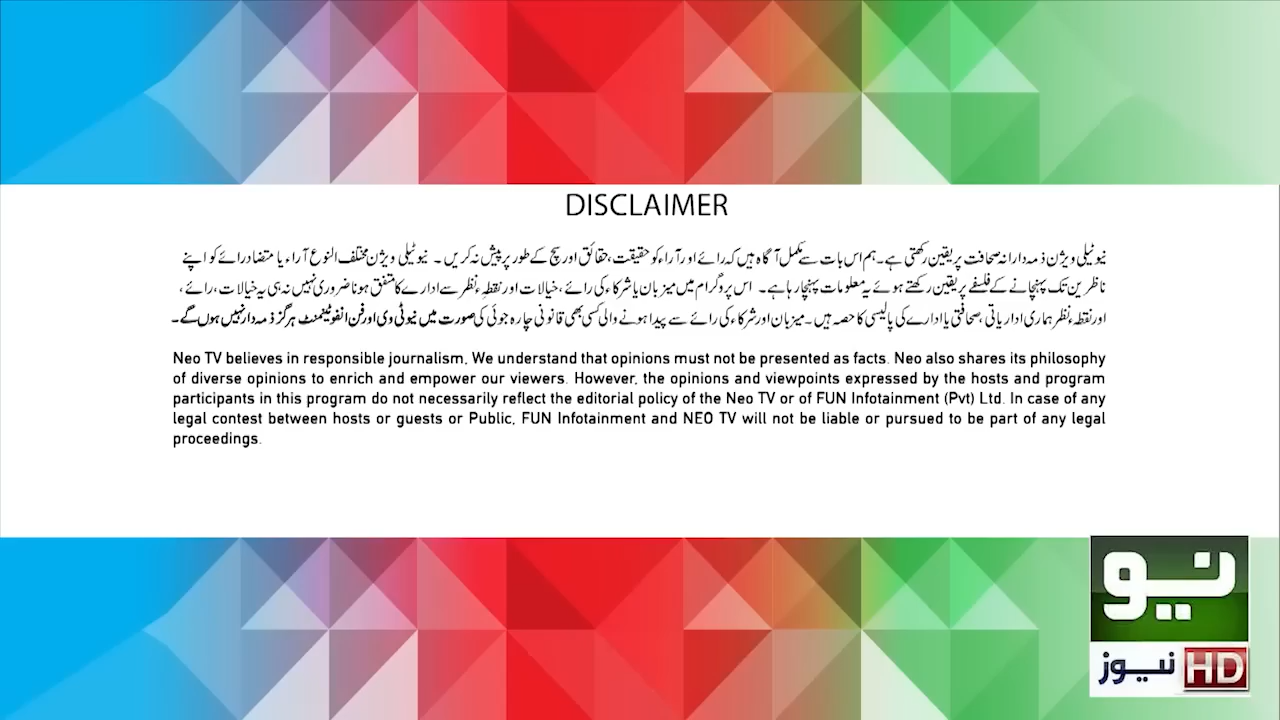 DISCLAIMER
نیوٹیلی ویژن ذمہ دارانہ صحافت پر یقین رکھتی ہے۔ ہم اس بات سے مکمل آگاہ ہیں کہ رائے اور آراء کو حقیقت، حقائق اور سچ کے طور پر پیش نہ کریں ۔ نیوٹیلی ویژن مختلف النوع آراء یا متضاد رائے کو اپنے
ناظرین تک پہنچانے کے فلسفے پر یقین رکھتے ہوئے یہ معلومات پہنچا رہا ہے۔ اس پروگرام میں میزبان یا شرکاء کی رائے، خیالات اور نقطہء نظر سے ادارے کا متفق ہونا ضروری نہیں نہ ہی یہ خیالات، رائے،
اور نقطہء نظر ہماری ادارتی، صحافتی یا ادارے کی پالیسی کا حصہ ہیں۔ میزبان اور شرکاء کی رائے سے پیدا ہونے والی کسی بھی قانونی چارہ جوئی کی صورت میں نیوٹی وی اور فن انفوٹینمنٹ ہرگز ذمہ دار نہیں ہوں گے۔
Neo TV believes in responsible journalism, We understand that opinions must not be presented as facts. Neo also shares its philosophy
of diverse opinions to enrich and empower our viewers. However, the opinions and viewpoints expressed by the hosts and program
participants in this program do not necessarily reflect the editorial policy of the Neo TV or of FUN Infotainment (Pvt) Ltd. In case of any
legal contest between hosts or guests or Public, FUN Infotainment and NEO TV will not be liable or pursued to be part of any legal
proceedings.
نیو
نیوز HD